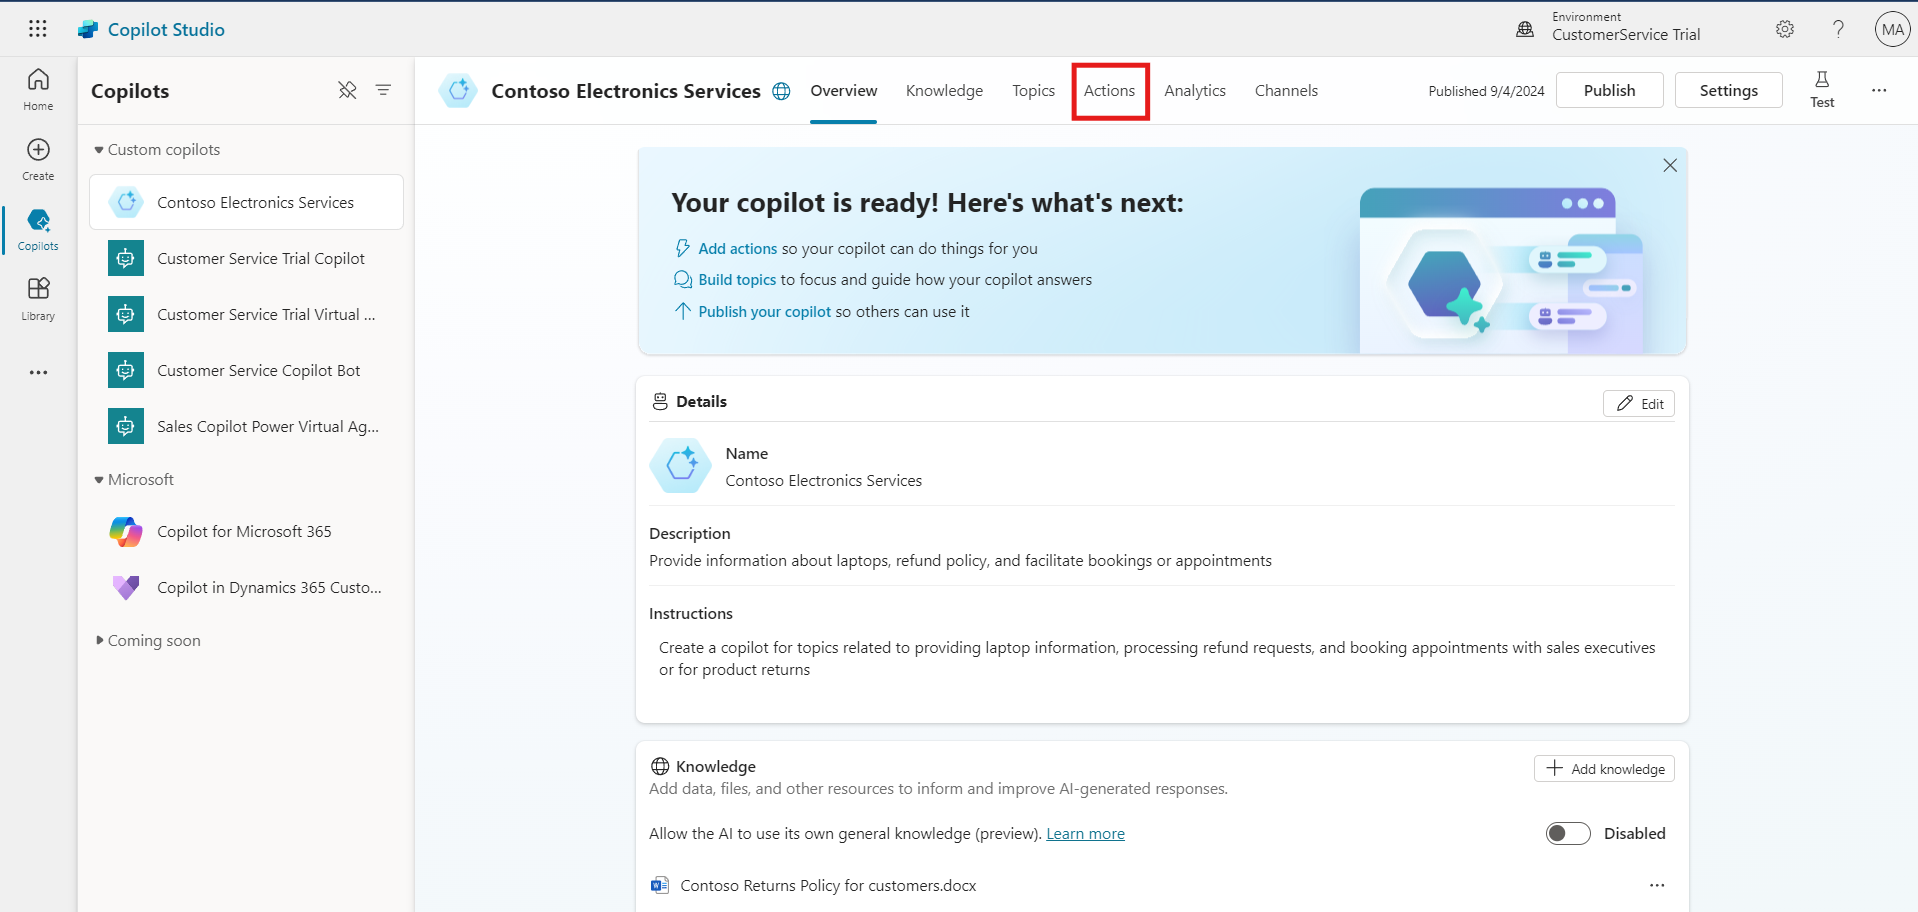 Copilot Studio
Environment
CustomerService Trial
?
MA
Home
Create
Copilots
Library
Copilots
Custom copilots
Contoso Electronics Services
Customer Service Trial Copilot
Customer Service Trial Virtual ...
Customer Service Copilot Bot
Sales Copilot Power Virtual Ag...
Microsoft
Copilot for Microsoft 365
Copilot in Dynamics 365 Custo...
Coming soon
Contoso Electronics Services
Overview
Knowledge
Topics
Actions
Analytics
Channels
Published 9/4/2024
Publish
Settings
Test
Your copilot is ready! Here's what's next:
Add actions so your copilot can do things for you
Build topics to focus and guide how your copilot answers
Publish your copilot so others can use it
Details
Edit
Name
Contoso Electronics Services
Description
Provide information about laptops, refund policy, and facilitate bookings or appointments
Instructions
Create a copilot for topics related to providing laptop information, processing refund requests, and booking appointments with sales executives
or for product returns
Knowledge
Add knowledge
Add data, files, and other resources to inform and improve AI-generated responses.
Allow the AI to use its own general knowledge (preview). Learn more
Disabled
Contoso Returns Policy for customers.docx